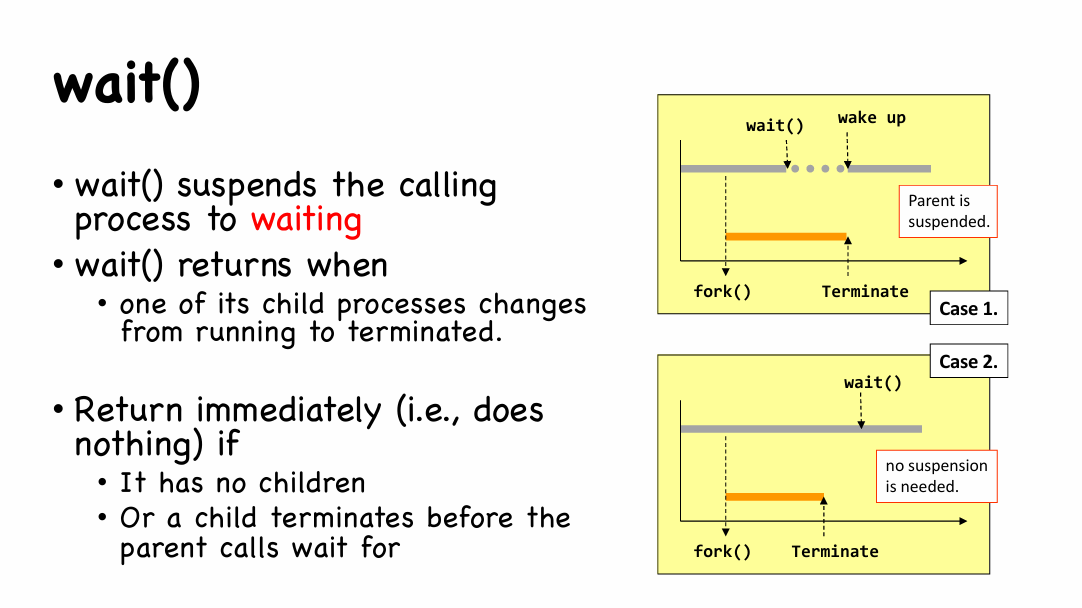 wait()
• wait() suspends the calling
process to waiting
• wait() returns when
• one of its child processes changes
from running to terminated.
• Return immediately (i.e., does
nothing) if
• It has no children
• Or a child terminates before the
parent calls wait for
wait()
wake up
Parent is
suspended.
fork()
Terminate
Case 1.
Case 2.
wait()
no suspension
is needed.
fork()
Terminate